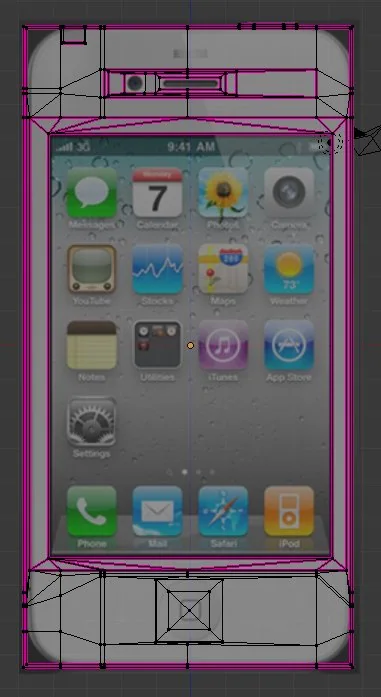 3G 9:41 AM
Monday
7 280 73°
Messages Calendar Photos Camera
YouTube Stocks Maps Weather
Notes Utilities iTunes App Store
Settings
Phone Mail Safari iPod